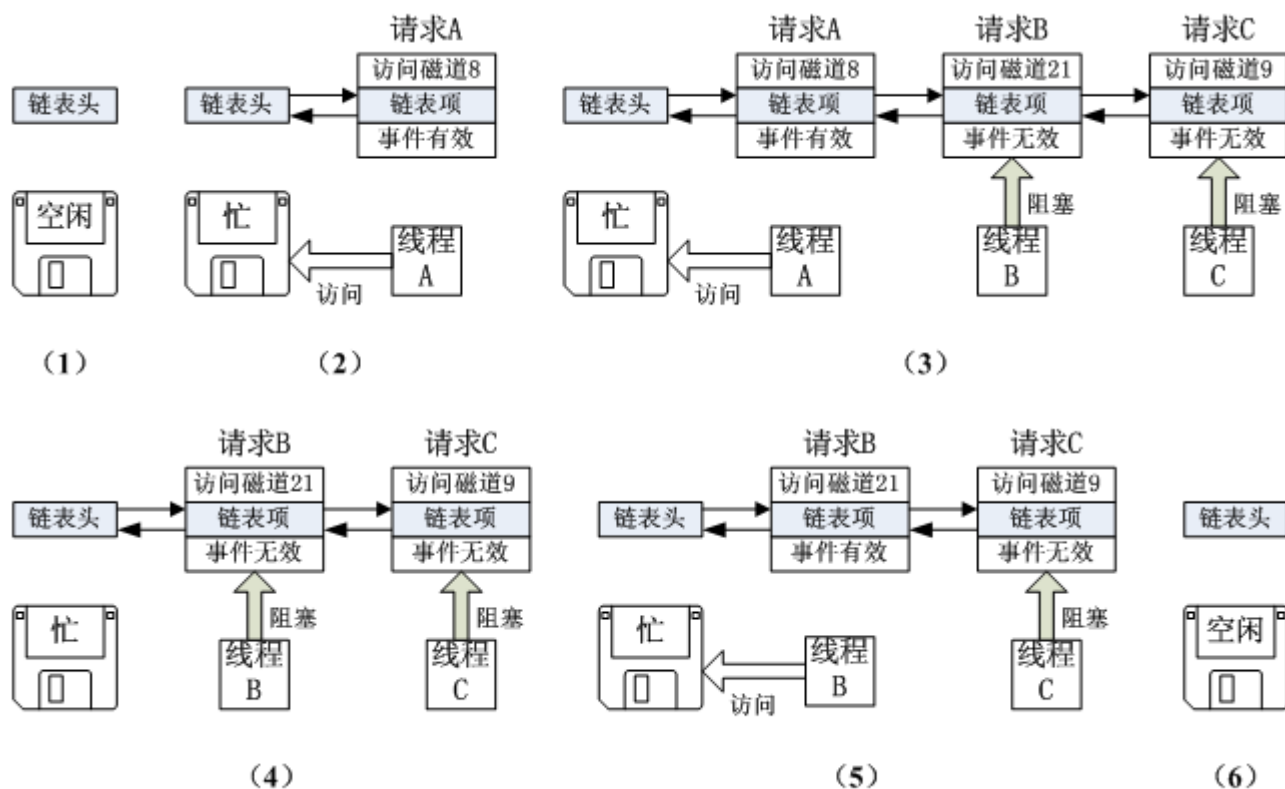 请求A
请求A
请求B
请求C
访问磁道8
访问磁道8
访问磁道21
访问磁道9
链表头
链表头
链表项
链表头
链表项
链表项
链表项
事件有效
事件有效
事件无效
事件无效
空闲
忙
线程
A
访问
忙
线程
A
访问
阻塞
线程
B
阻塞
线程
C
(1)
(2)
(3)
请求B
请求C
请求B
请求C
访问磁道21
访问磁道9
访问磁道21
访问磁道9
链表头
链表项
链表项
链表头
链表项
链表项
链表头
事件无效
事件无效
事件有效
事件无效
忙
阻塞
线程
B
阻塞
线程
C
忙
线程
B
访问
阻塞
线程
C
空闲
(4)
(5)
(6)